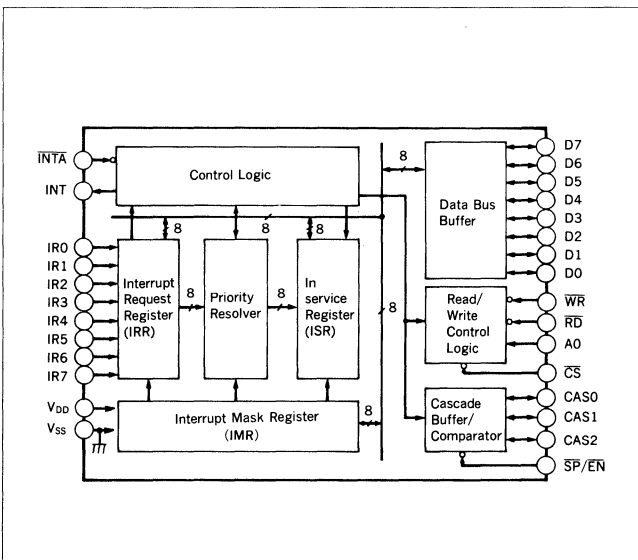 INTA
INT
IR0
IR1
IR2
IR3
IR4
IR5
IR6
IR7
VDD
VSS
Control Logic
8
8
8
Interrupt
Request
Register
(IRR)
8
Priority
Resolver
8
In
service
Register
(ISR)
Interrupt Mask Register
(IMR)
8
8
8
Data Bus
Buffer
Read/
Write
Control
Logic
Cascade
Buffer/
Comparator
D7
D6
D5
D4
D3
D2
D1
D0
WR
RD
A0
CS
CAS0
CAS1
CAS2
SP/EN